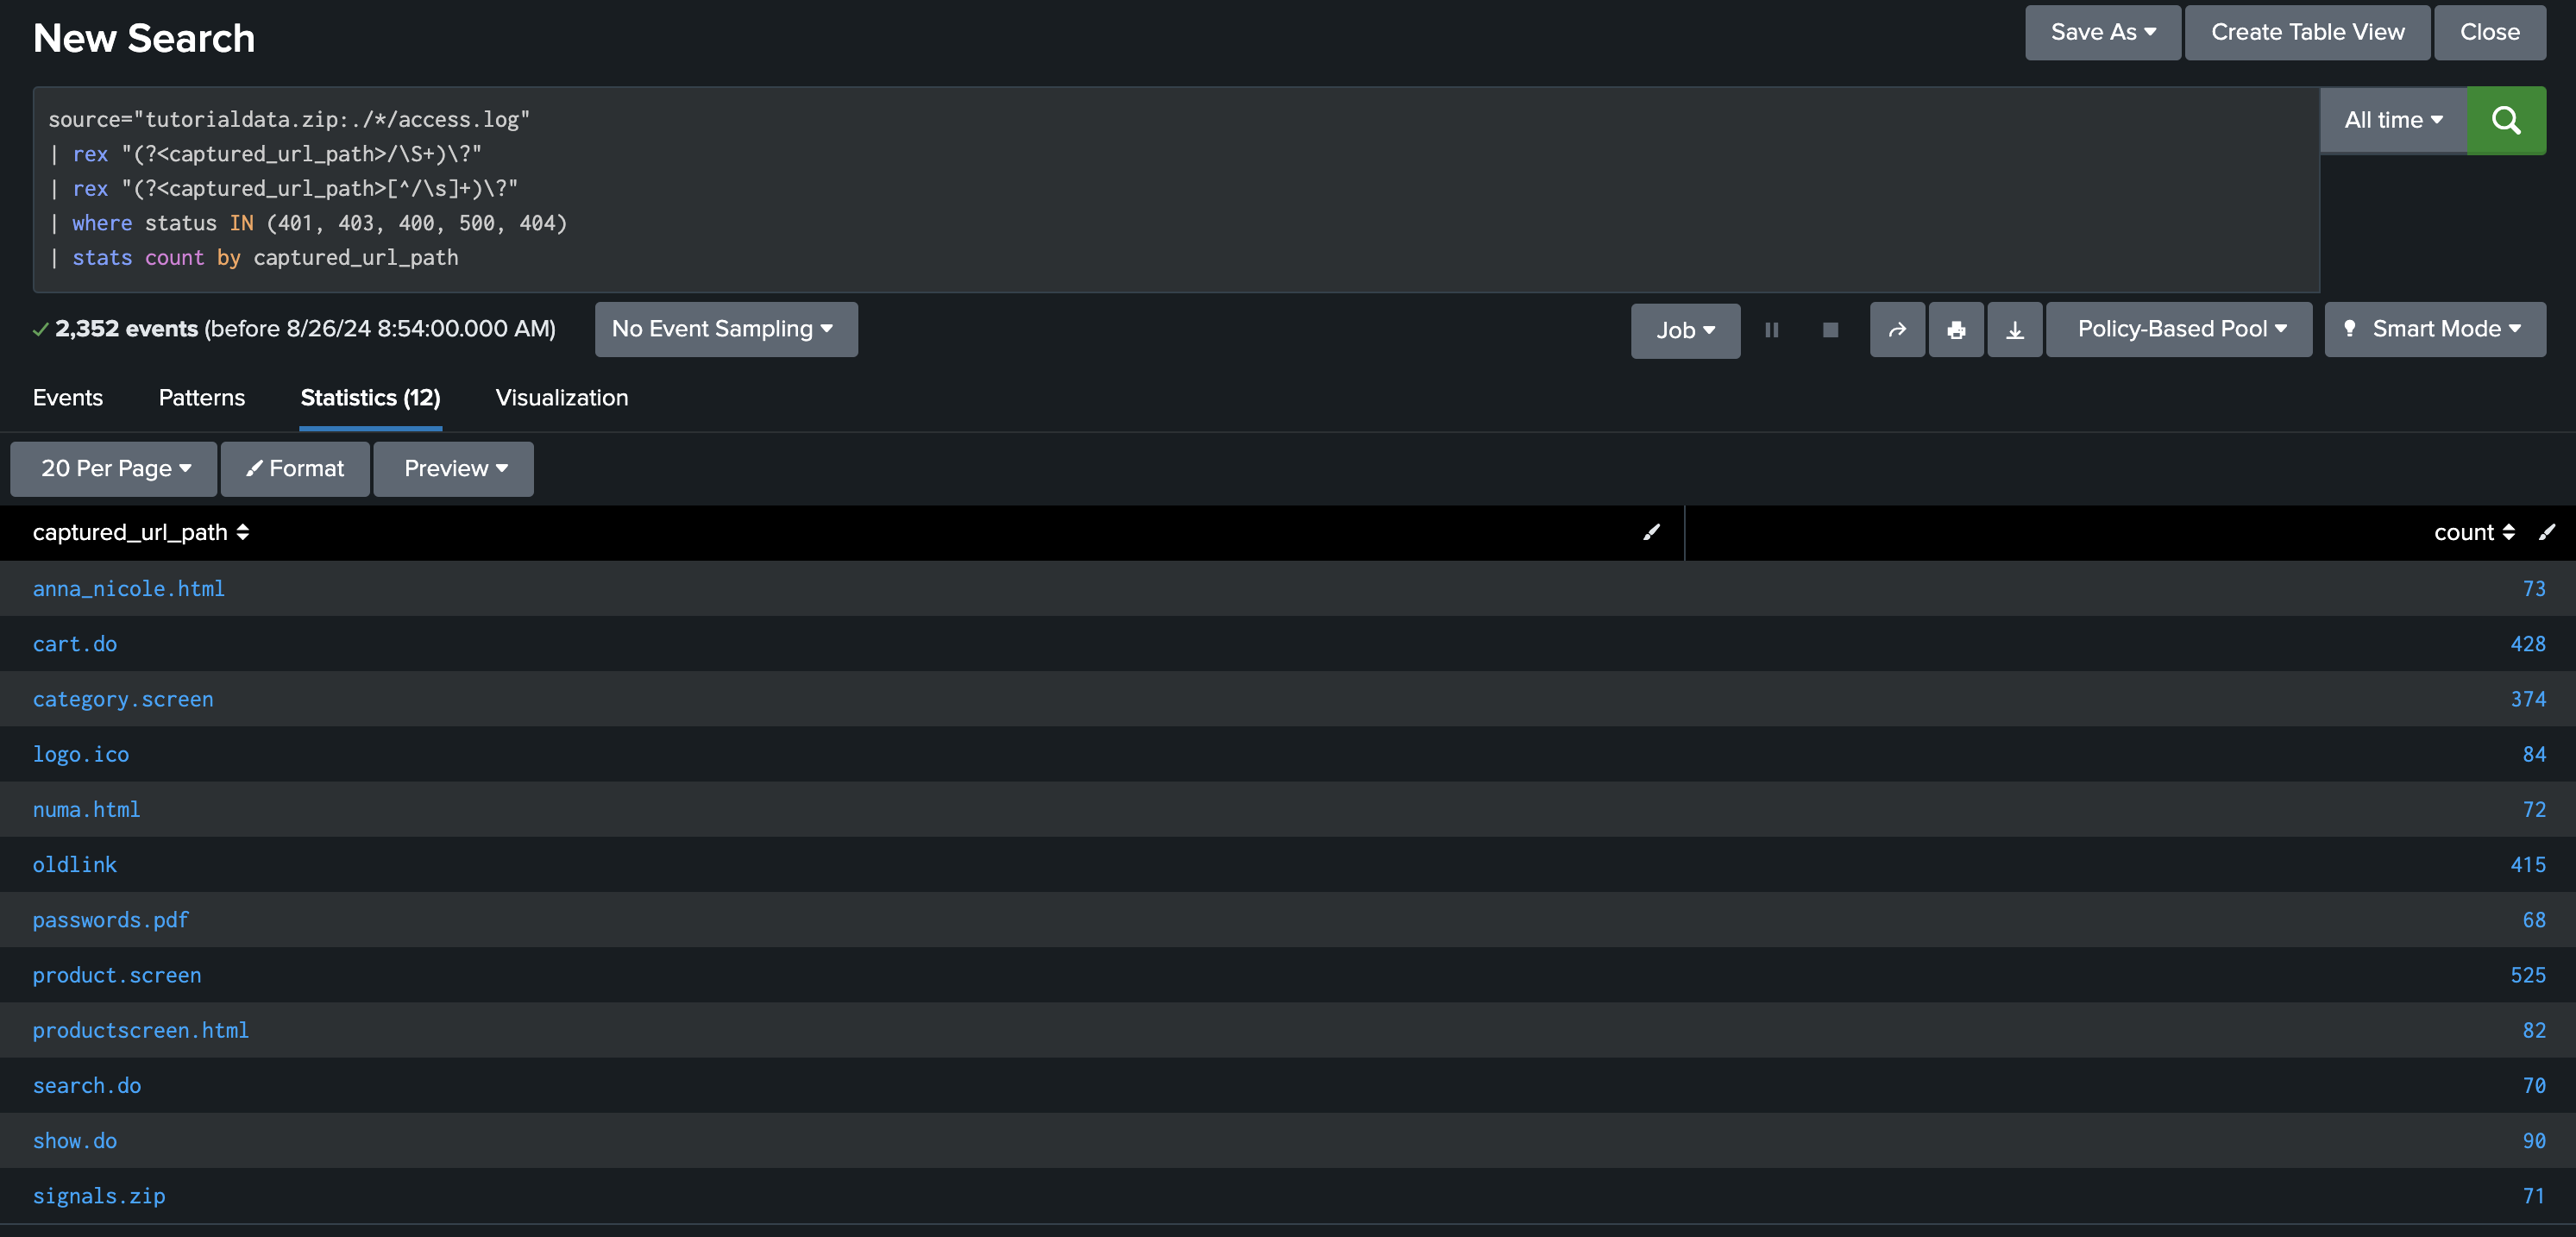 New Search
Save As
Create Table View
Close
source="tutorialdata.zip:./*/access.log"
| rex "(?<captured_url_path>/\S+)\?"
| rex "(?<captured_url_path>[^/\s]+)\?"
| where status IN (401, 403, 400, 500, 404)
| stats count by captured_url_path
All time
2,352 events (before 8/26/24 8:54:00.000 AM)
No Event Sampling
Job
Policy-Based Pool
Smart Mode
Events
Patterns
Statistics (12)
Visualization
20 Per Page
Format
Preview
captured_url_path count
anna_nicole.html 73
cart.do 428
category.screen 374
logo.ico 84
numa.html 72
oldlink 415
passwords.pdf 68
product.screen 525
productscreen.html 82
search.do 70
show.do 90
signals.zip 71